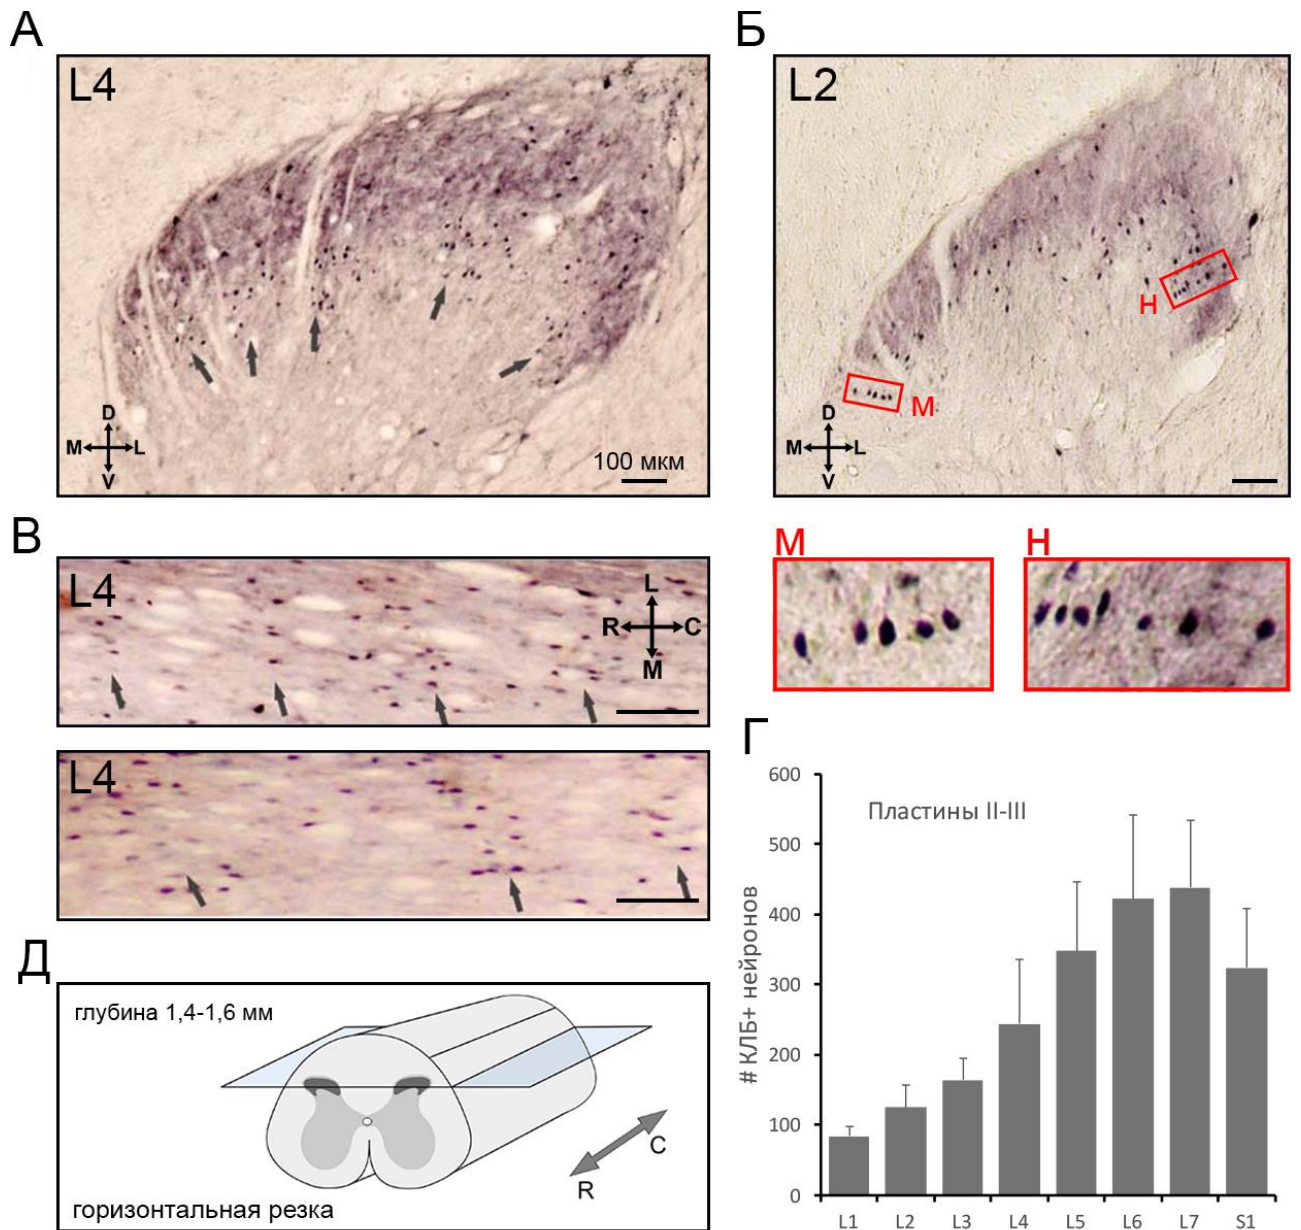 А
Б
L4
L2
D
M L
V
100 мкм
Н
М
D
M L
V
В
М
Н
L4
L
R C
M
L4
Г
600
500
400
300
200
100
0
Пластины II-III
# КЛБ+ нейронов
L1 L2 L3 L4 L5 L6 L7 S1
Д
глубина 1,4-1,6 мм
C
R
горизонтальная резка